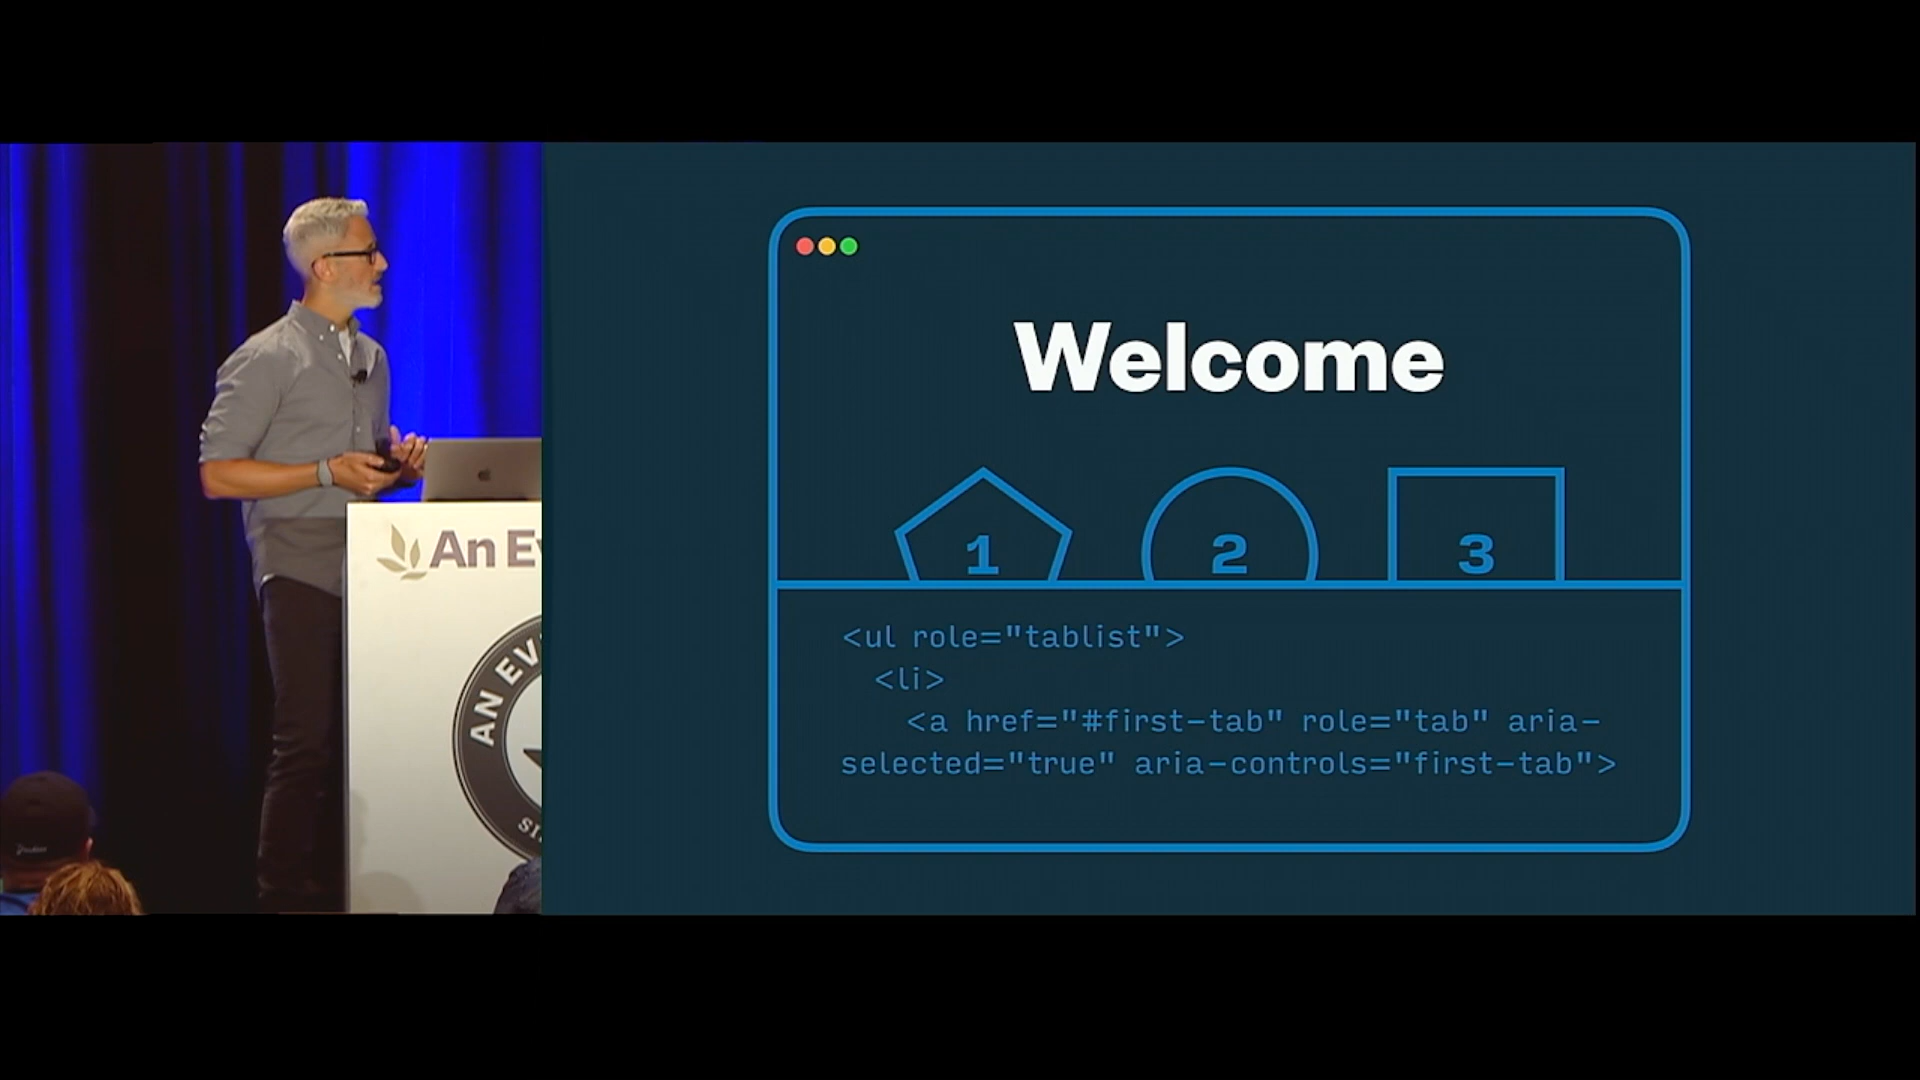 Welcome
1 2 3
<ul role="tablist">
<li>
<a href="#first-tab" role="tab" aria-
selected="true" aria-controls="first-tab">
An Ev
AN EV
SI